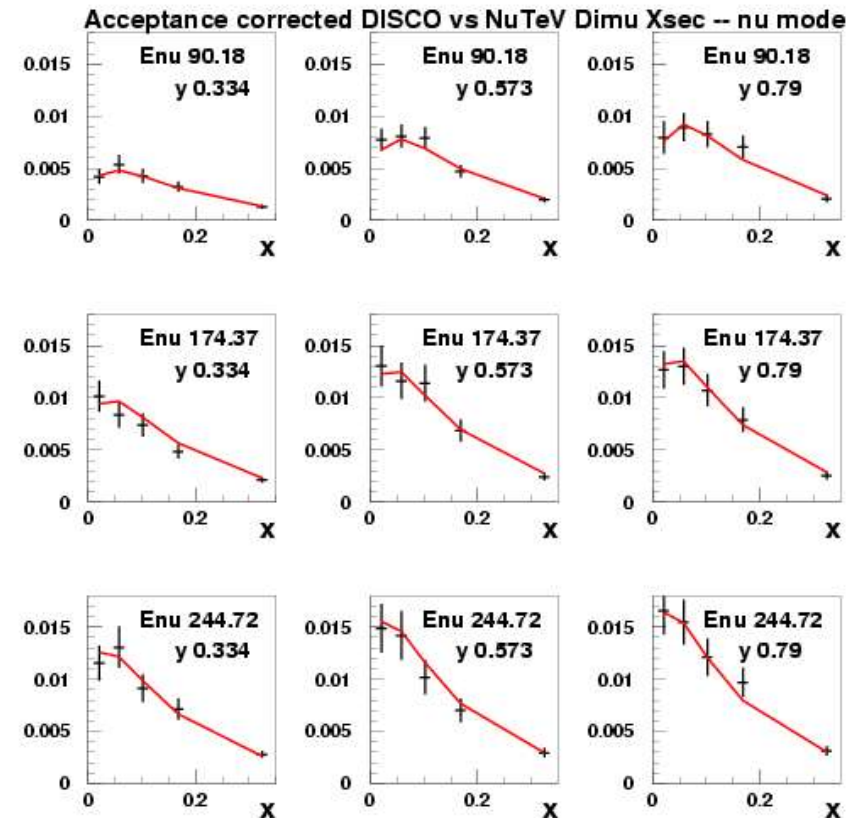 Acceptance corrected DISCO vs NuTeV Dimu Xsec -- nu mode
Enu 90.18
y 0.334
0.015
0.01
0.005
0
0
0.2
x
Enu 90.18
y 0.573
0.015
0.01
0.005
0
0
0.2
x
Enu 90.18
y 0.79
0.015
0.01
0.005
0
0
0.2
x
Enu 174.37
y 0.334
0.015
0.01
0.005
0
0
0.2
x
Enu 174.37
y 0.573
0.015
0.01
0.005
0
0
0.2
x
Enu 174.37
y 0.79
0.015
0.01
0.005
0
0
0.2
x
Enu 244.72
y 0.334
0.015
0.01
0.005
0
0
0.2
x
Enu 244.72
y 0.573
0.015
0.01
0.005
0
0
0.2
x
Enu 244.72
y 0.79
0.015
0.01
0.005
0
0
0.2
x